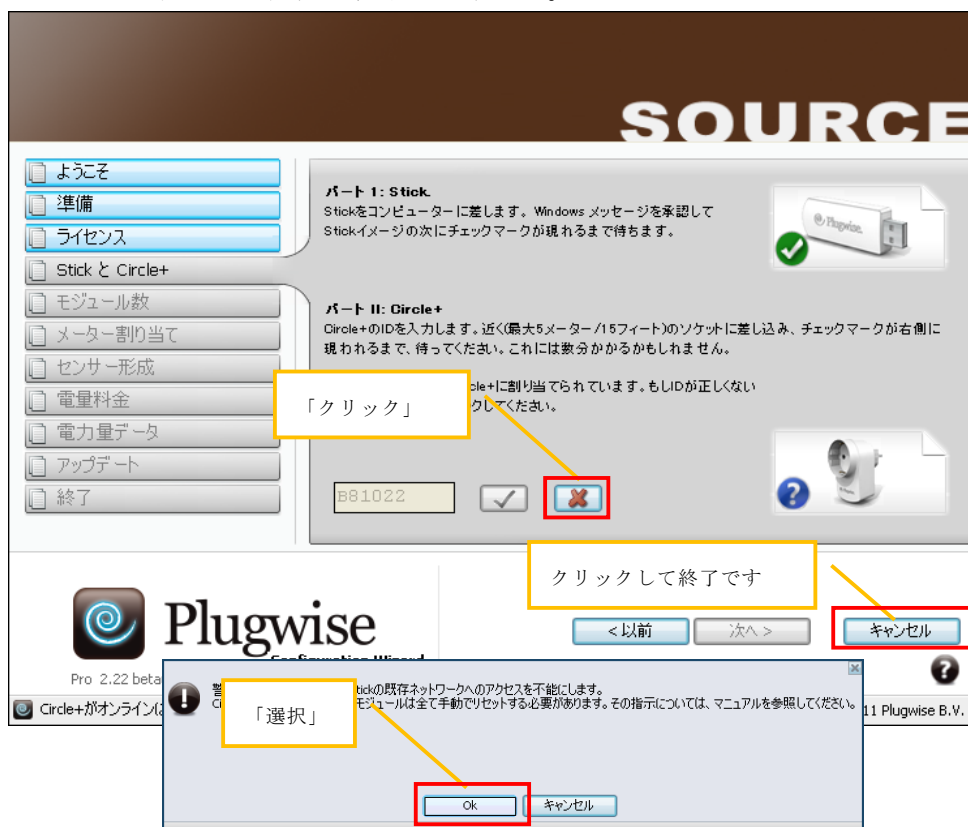 SOURCE
ようこそ
準備
ライセンス
Stick と Circle+
モジュール数
メーター割り当て
センサー形成
電量料金
電力量データ
アップデート
終了
パート 1: Stick.
Stickをコンピューターに差します。Windows メッセージを承認して
Stickイメージの次にチェックマークが現れるまで待ちます。
Plugwise.
パート II: Circle+
Circle+のIDを入力します。近く(最大5メーター/15フィート)のソケットに差し込み、チェックマークが右側に
現われるまで、待ってください。これには数分かかるかもしれません。
cle+に割り当てられています。もしIDが正しくない
クしてください。
「クリック」
B81022
クリックして終了です
Plugwise
<以前
次へ >
キャンセル
Pro 2.22 beta
Circle+がオンライン(
11 Plugwise B.V.
tickの既存ネットワークへのアクセスを不能にします。
モジュールは全て手動でリセットする必要があります。その指示については、マニュアルを参照してください。
「選択」
Ok
キャンセル